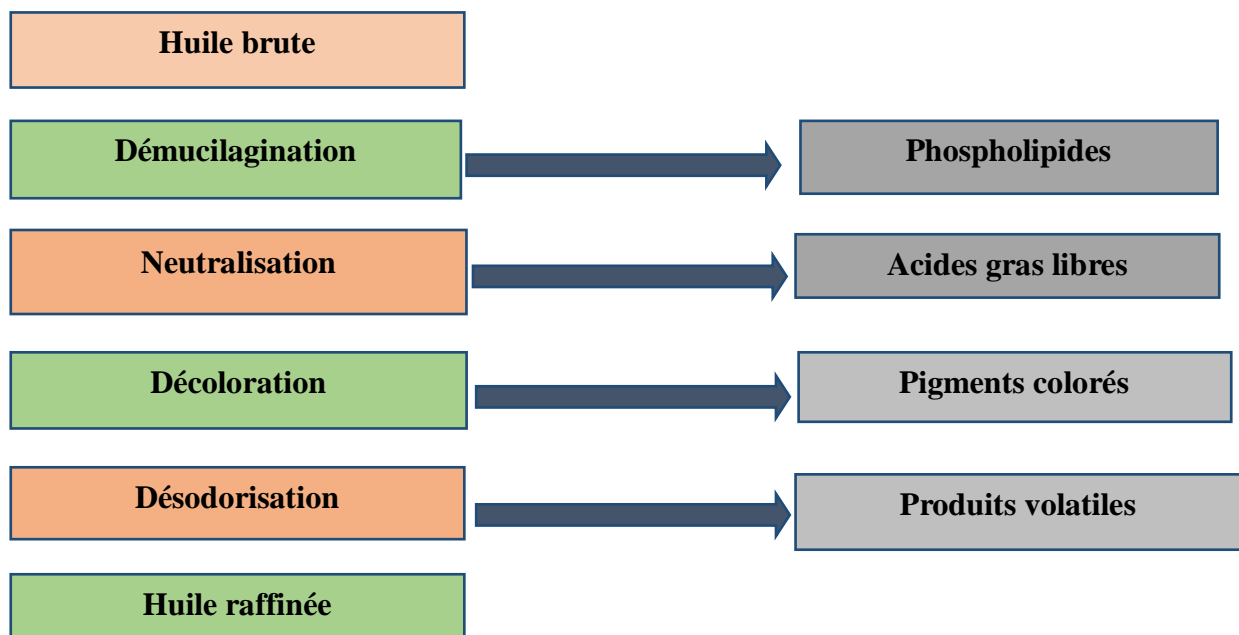 Huile brute
Démucilagination
Phospholipides
Neutralisation
Acides gras libres
Décoloration
Pigments colorés
Désodorisation
Produits volatiles
Huile raffinée